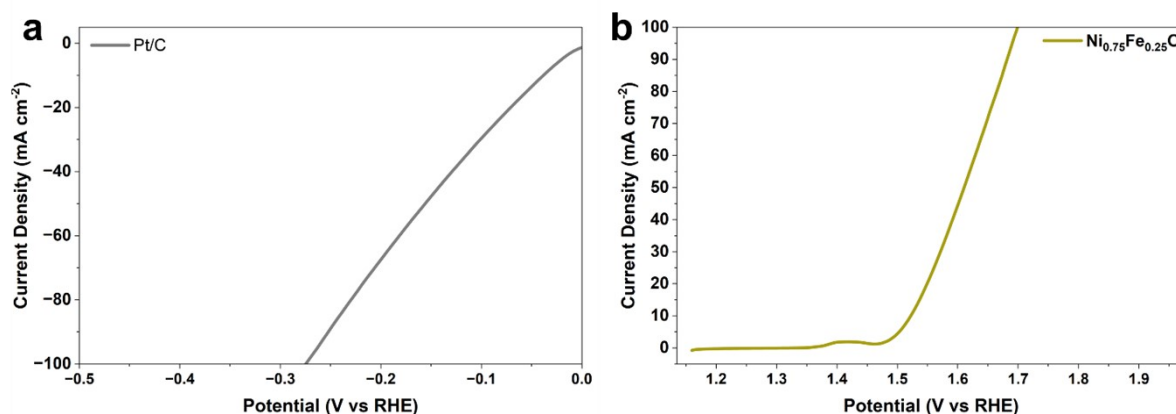 a
Pt/C
0
−20
−40
−60
−80
−100
Current Density (mA cm-2)
−0.5 −0.4 −0.3 −0.2 −0.1 0.0
Potential (V vs RHE)
b
Ni0.75Fe0.25O
100
90
80
70
60
50
40
30
20
10
0
Current Density (mA cm-2)
1.2 1.3 1.4 1.5 1.6 1.7 1.8 1.9
Potential (V vs RHE)